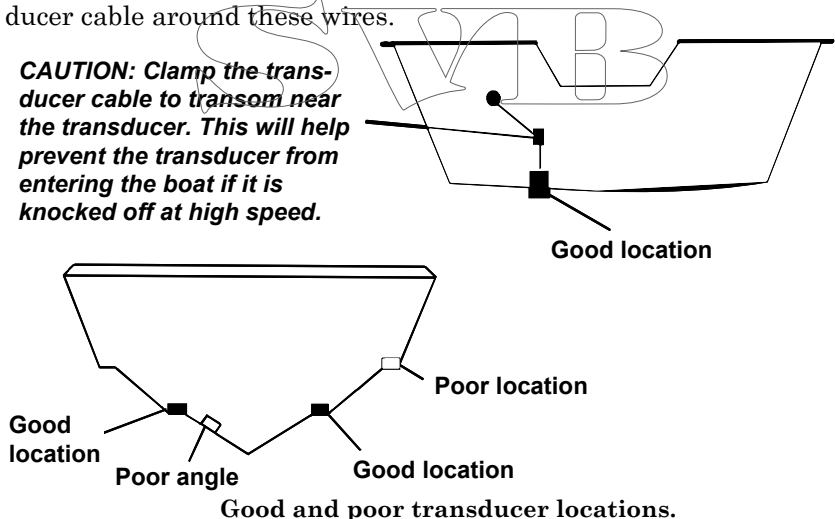 ducer cable around these wires.
SVB
CAUTION: Clamp the trans-
ducer cable to transom near
the transducer. This will help
prevent the transducer from
entering the boat if it is
knocked off at high speed.
Good location
Poor location
Good
location
Poor angle
Good location
Good and poor transducer locations.